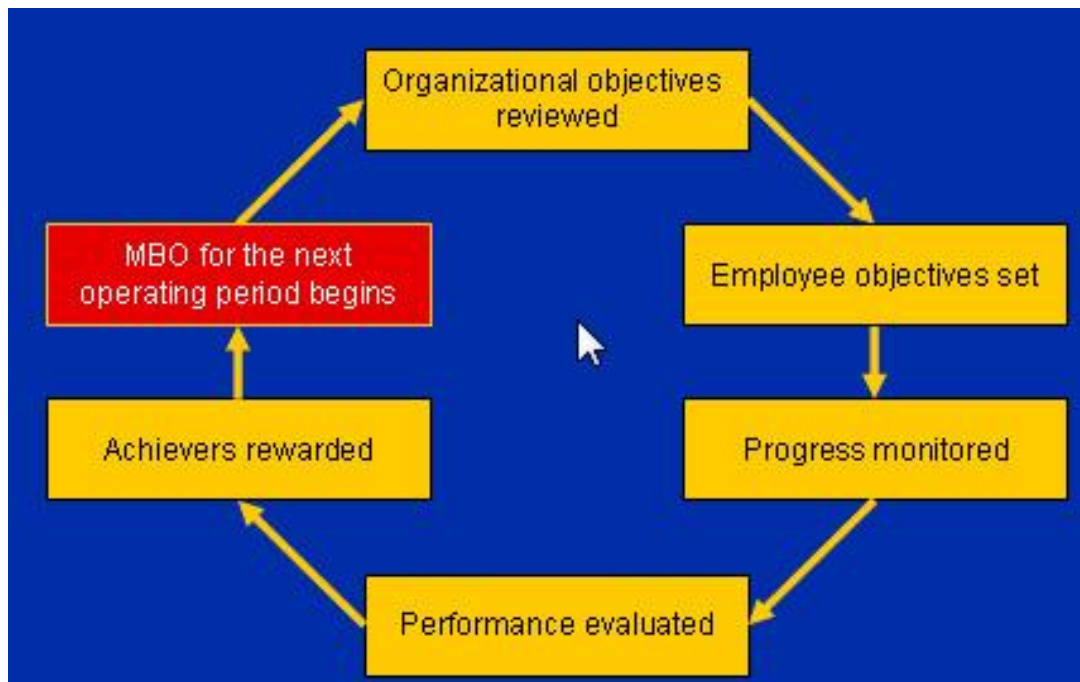 Organizational objectives
reviewed
Employee objectives set
Progress monitored
Performance evaluated
Achievers rewarded
MBO for the next
operating period begins